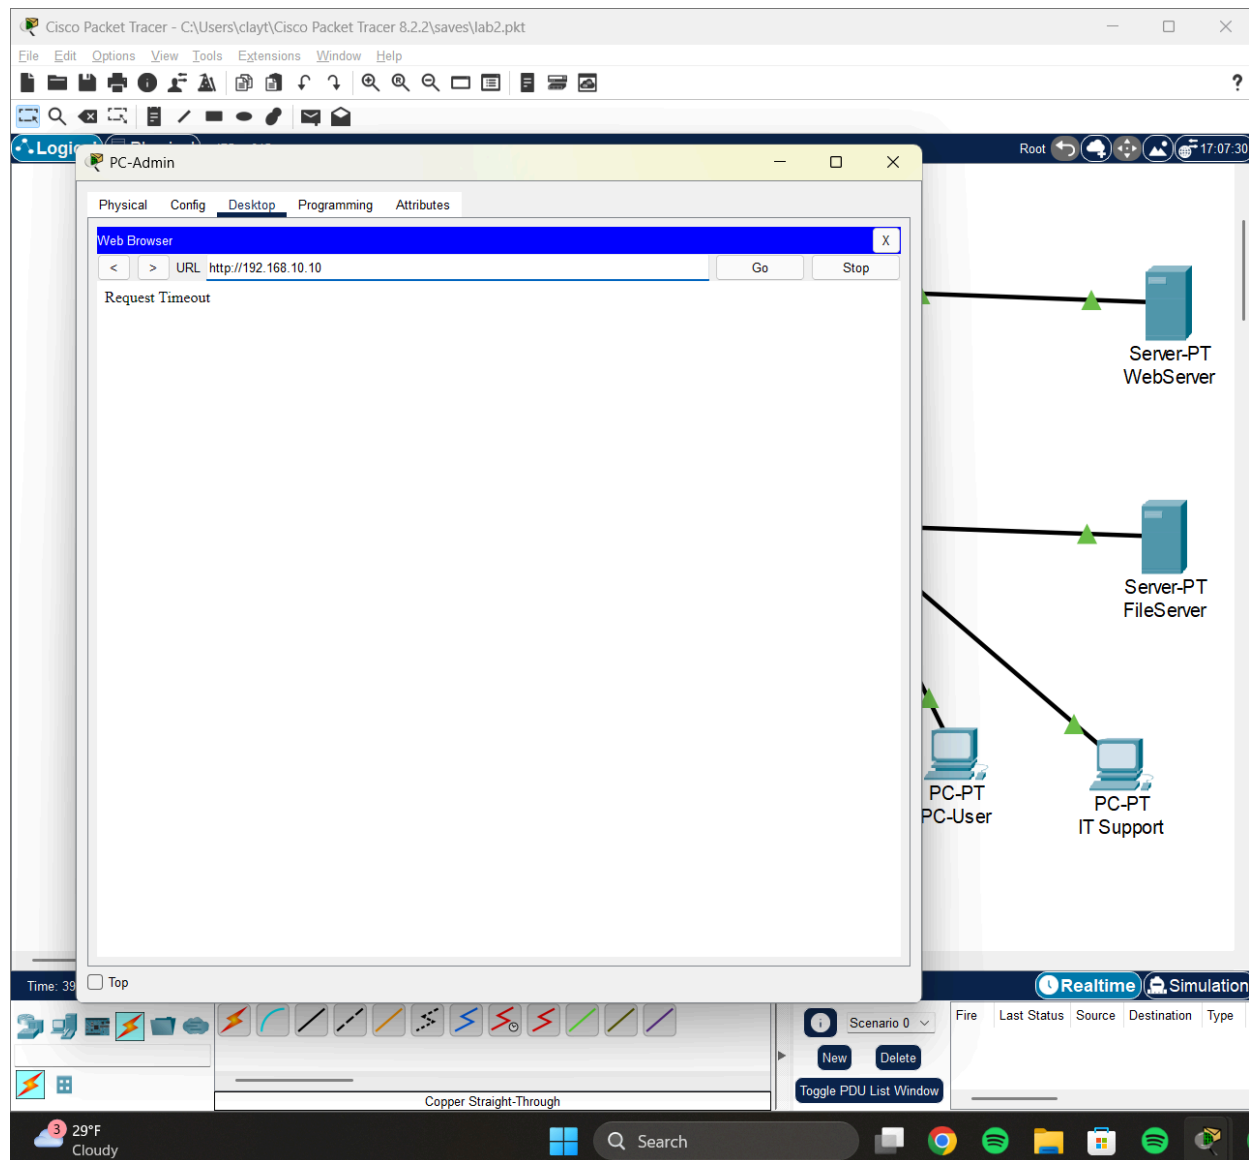 Cisco Packet Tracer - C:\Users\clayt\Cisco Packet Tracer 8.2.2\saves\lab2.pkt
File Edit Options View Tools Extensions Window Help
?
Logical
Root 17:07:30
PC-Admin
Physical Config Desktop Programming Attributes
Web Browser X
< > URL http://192.168.10.10 Go Stop
Request Timeout
Server-PT
WebServer
Server-PT
FileServer
PC-PT
PC-User
PC-PT
IT Support
Top
Time: 39
Realtime Simulation
Scenario 0
Fire Last Status Source Destination Type
New Delete
Toggle PDU List Window
Copper Straight-Through
3
29°F
Cloudy
Search